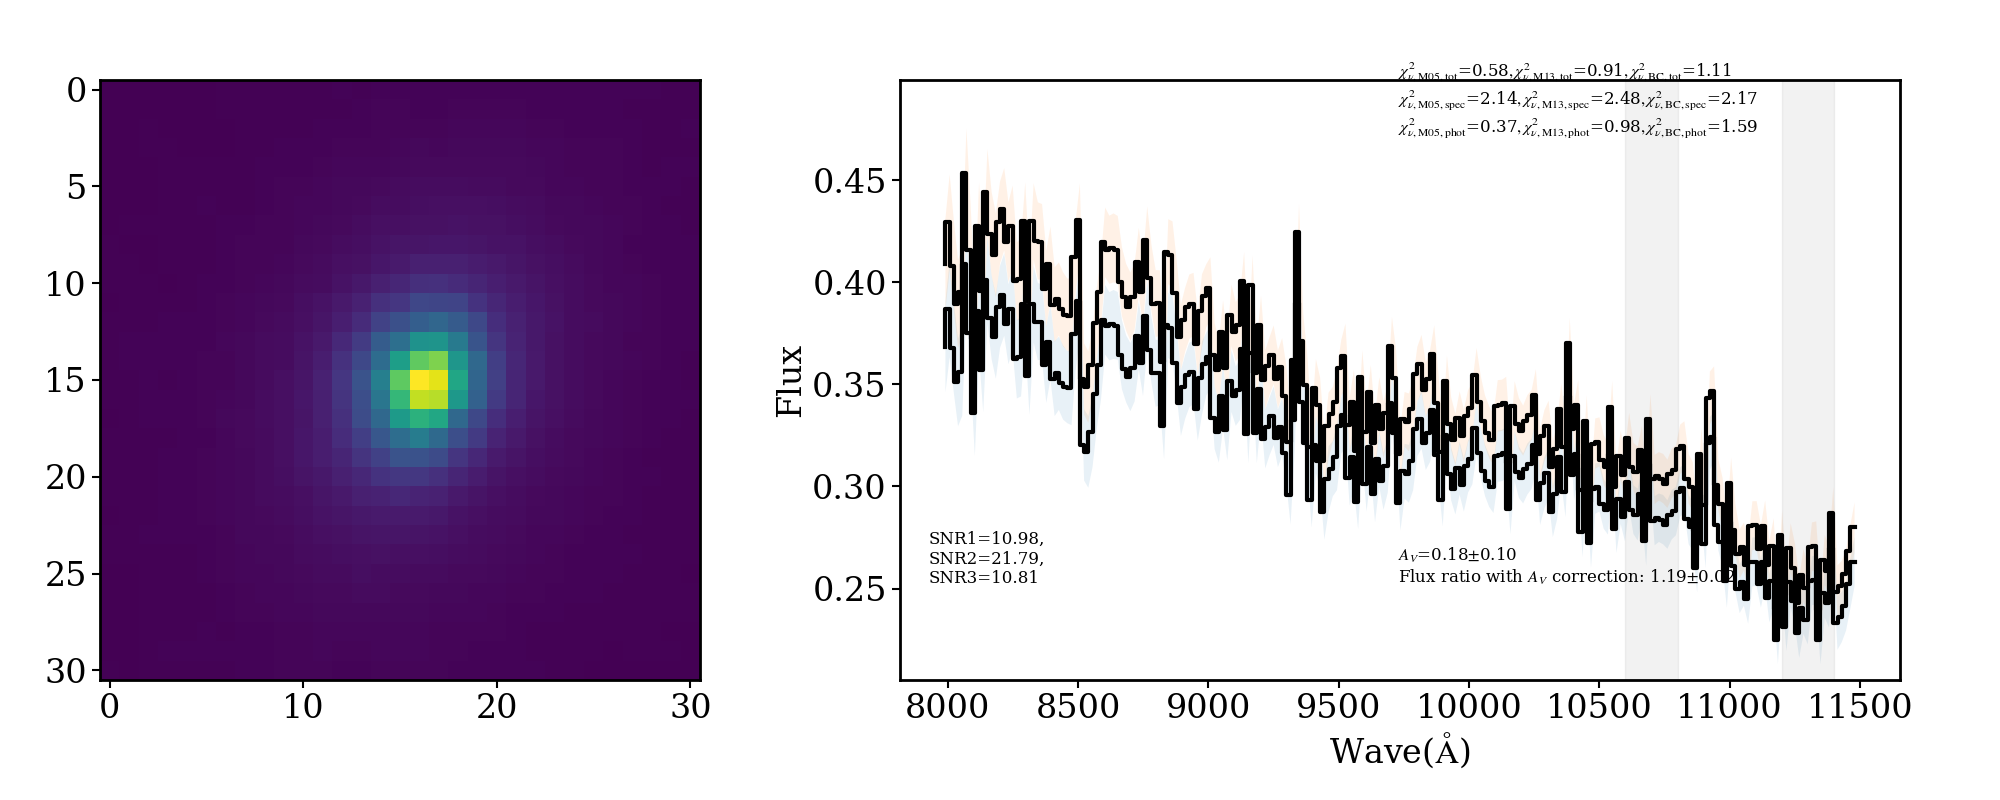 0
5
10
15
20
25
30
0 10 20 30
χ²ν,M05,tot=0.58,χ²ν,M13,tot=0.91,χ²ν,BC,tot=1.11
χ²ν,M05,spec=2.14,χ²ν,M13,spec=2.48,χ²ν,BC,spec=2.17
χ²ν,M05,phot=0.37,χ²ν,M13,phot=0.98,χ²ν,BC,phot=1.59
Flux
0.45
0.40
0.35
0.30
0.25
SNR1=10.98,
SNR2=21.79,
SNR3=10.81
AV=0.18±0.10
Flux ratio with AV correction: 1.19±0.02
8000 8500 9000 9500 10000 10500 11000 11500
Wave(Å)